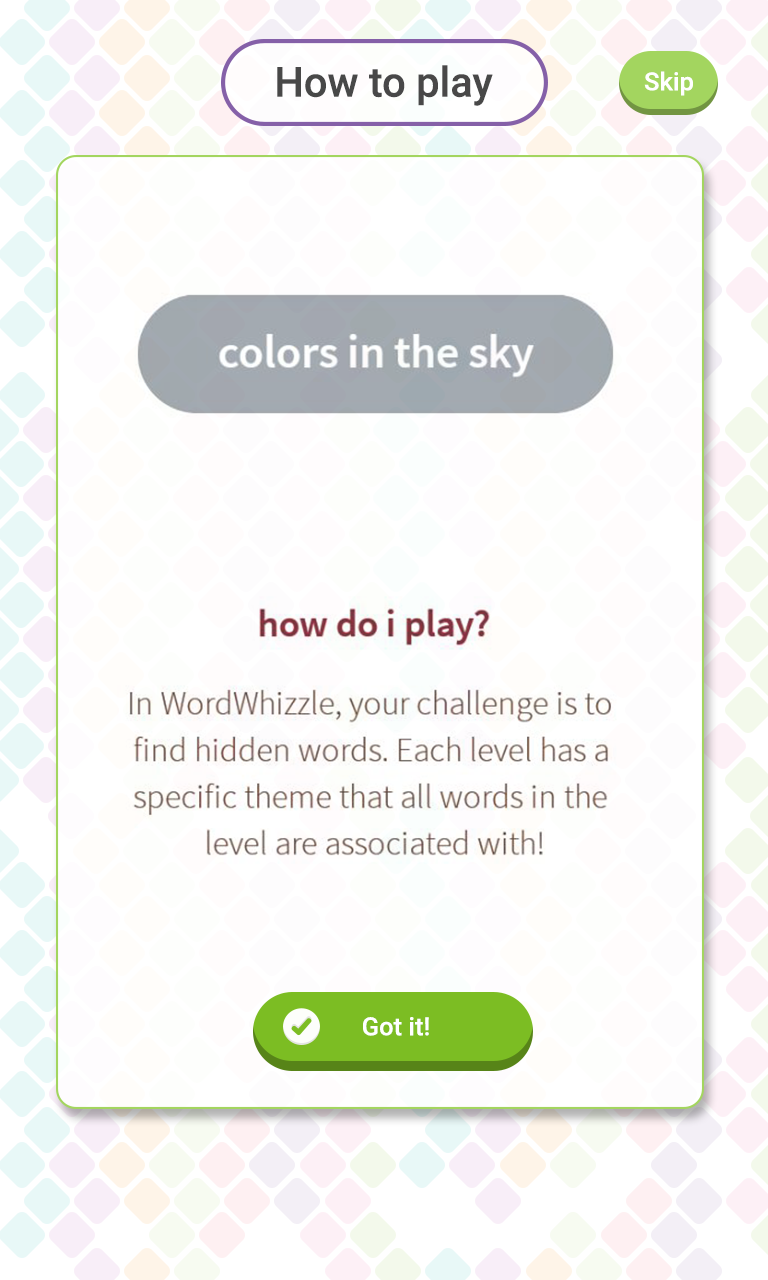 How to play
Skip
colors in the sky
how do i play?
In WordWhizzle, your challenge is to
find hidden words. Each level has a
specific theme that all words in the
level are associated with!
Got it!